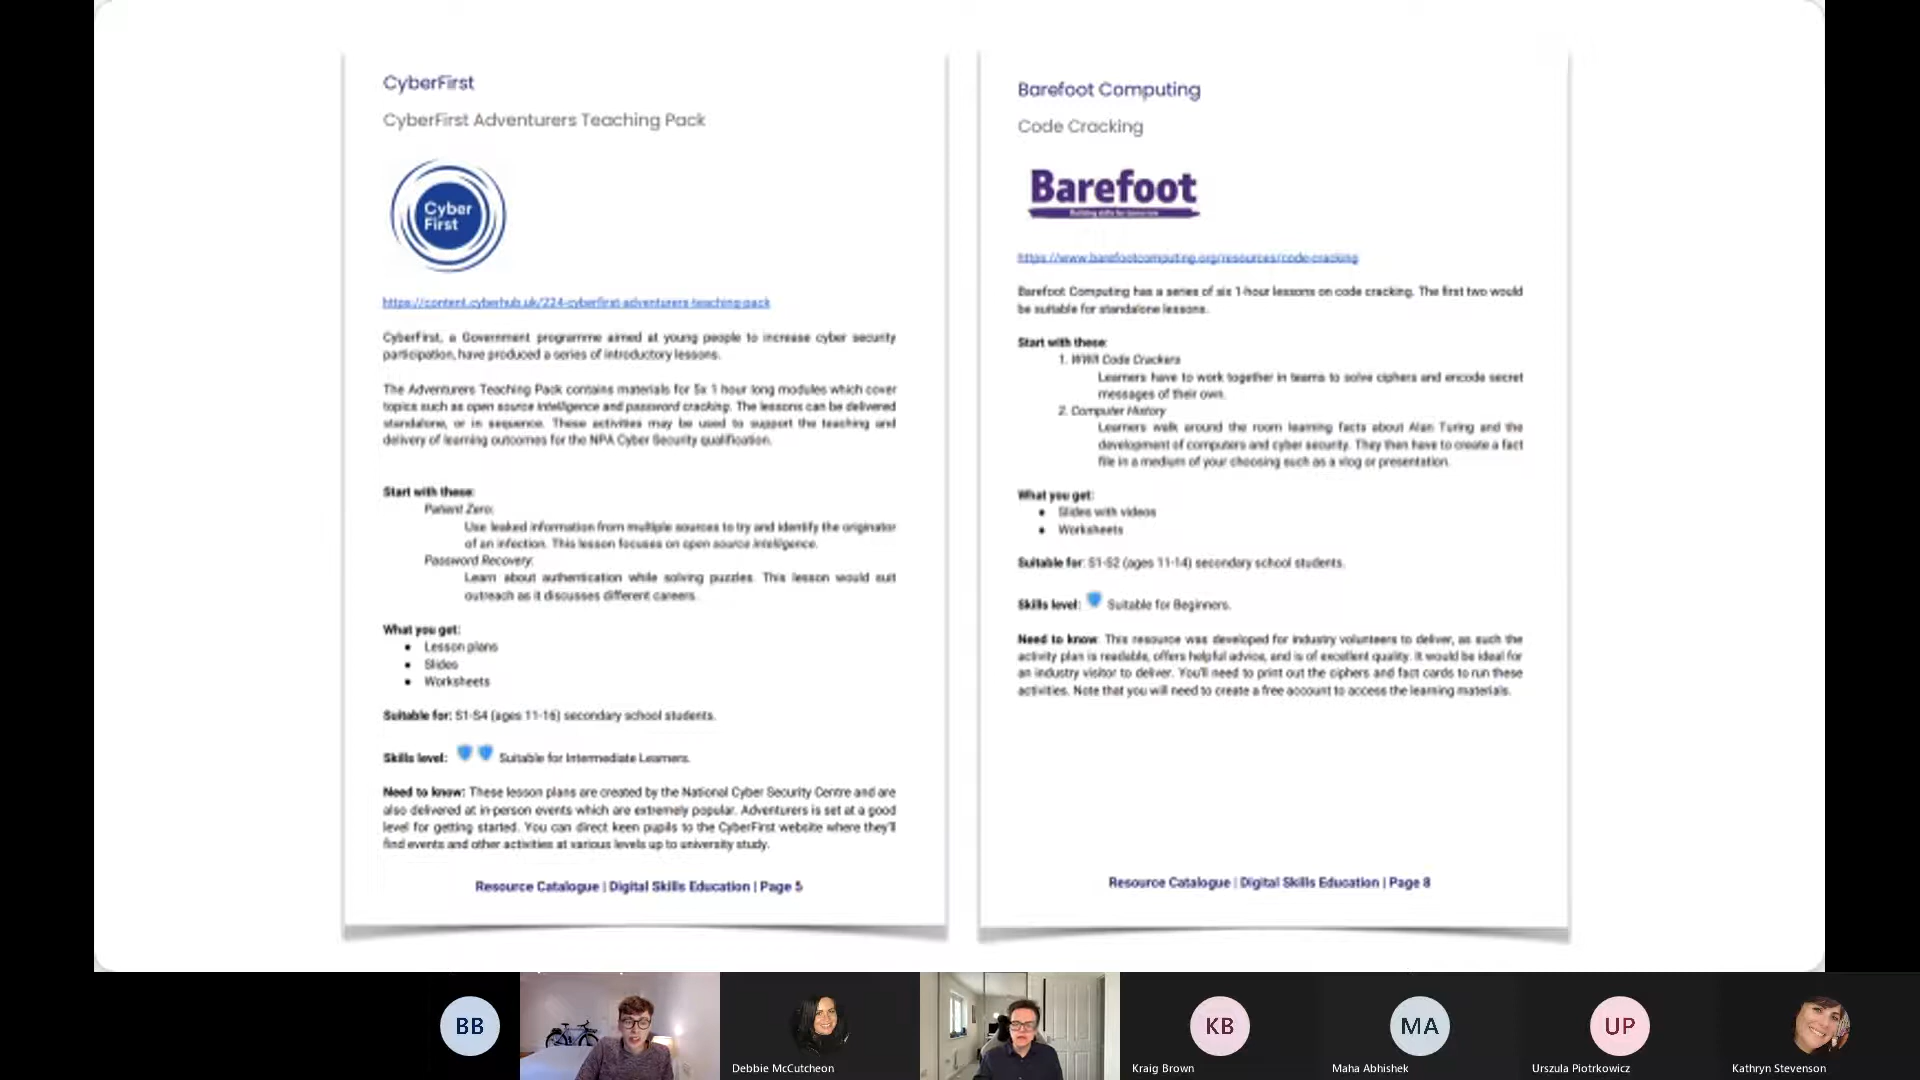 CyberFirst
CyberFirst Adventurers Teaching Pack
Cyber
First
https://content.cyberhub.uk/224-cyberfirst-adventurers-teaching-pack
CyberFirst, a Government programme aimed at young people to increase cyber security
participation, have produced a series of introductory lessons.
The Adventurers Teaching Pack contains materials for 5x 1 hour long modules which cover
topics such as open source intelligence and password cracking. The lessons can be delivered
standalone, or in sequence. These activities may be used to support the teaching and
delivery of learning outcomes for the NPA Cyber Security qualification.
Start with these:
Patient Zero:
Use leaked information from multiple sources to try and identify the originator
of an infection. This lesson focuses on open source intelligence.
Password Recovery:
Learn about authentication while solving puzzles. This lesson would suit
outreach as it discusses different careers.
What you get:
• Lesson plans
• Slides
• Worksheets
Suitable for: S1-S4 (ages 11-16) secondary school students.
Skills level: Suitable for Intermediate Learners.
Need to know: These lesson plans are created by the National Cyber Security Centre and are
also delivered at in-person events which are extremely popular. Adventurers is set at a good
level for getting started. You can direct keen pupils to the CyberFirst website where they'll
find events and other activities at various levels up to university study.
Resource Catalogue | Digital Skills Education | Page 5
Barefoot Computing
Code Cracking
Barefoot
Building skills for tomorrow
https://www.barefootcomputing.org/resources/code-cracking
Barefoot Computing has a series of six 1-hour lessons on code cracking. The first two would
be suitable for standalone lessons.
Start with these:
1. WWII Code Crackers
Learners have to work together in teams to solve ciphers and encode secret
messages of their own.
2. Computer History
Learners walk around the room learning facts about Alan Turing and the
development of computers and cyber security. They then have to create a fact
file in a medium of your choosing such as a vlog or presentation.
What you get:
• Slides with videos
• Worksheets
Suitable for: S1-S2 (ages 11-14) secondary school students.
Skills level: Suitable for Beginners.
Need to know: This resource was developed for industry volunteers to deliver, as such the
activity plan is readable, offers helpful advice, and is of excellent quality. It would be ideal for
an industry visitor to deliver. You'll need to print out the ciphers and fact cards to run these
activities. Note that you will need to create a free account to access the learning materials.
Resource Catalogue | Digital Skills Education | Page 8
BB
Debbie McCutcheon
KB
Kraig Brown
MA
Maha Abhishek
UP
Urszula Piotrkowicz
Kathryn Stevenson